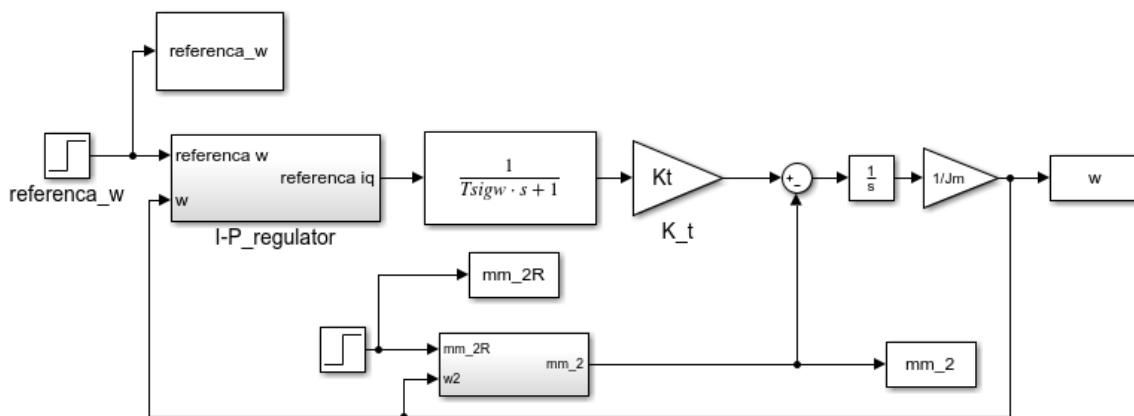 referenca_w
referenca_w
referenca w
w
referenca iq
I-P_regulator
1
Tsigw · s + 1
Kt
K_t
+
−
1
s
1/Jm
w
mm_2R
mm_2R
w2
mm_2
mm_2